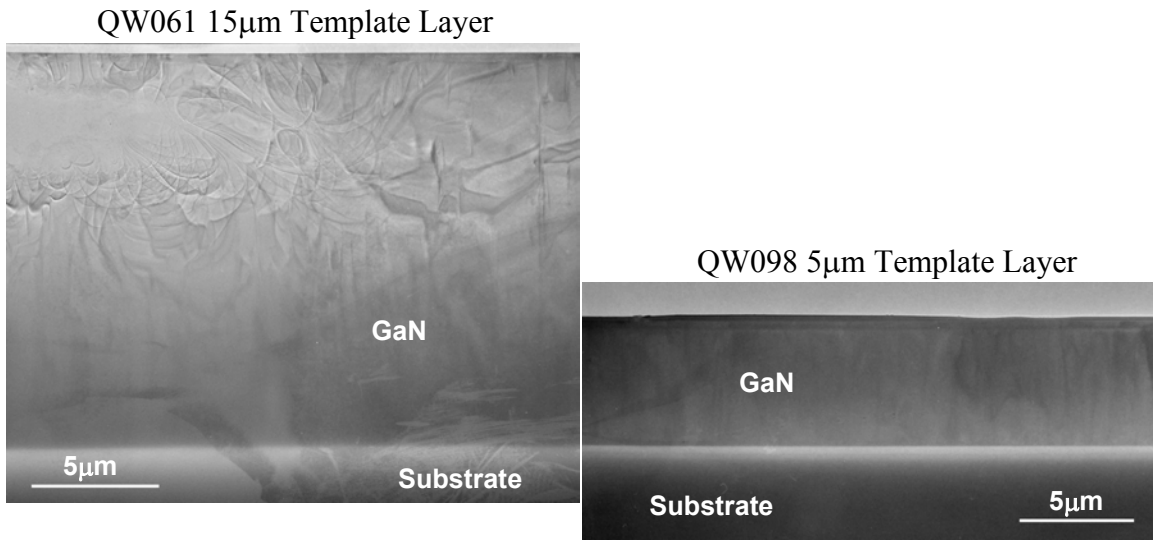 QW061 15μm Template Layer
GaN
5μm
Substrate
QW098 5μm Template Layer
GaN
Substrate
5μm